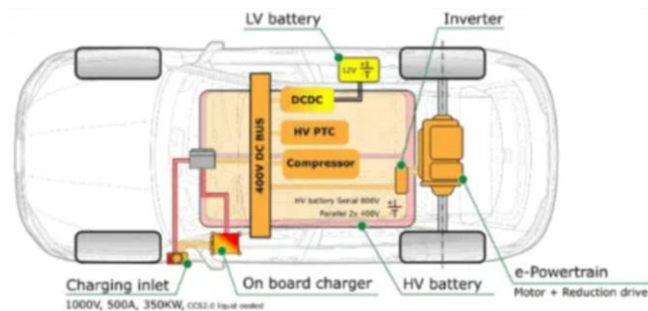 LV battery
Inverter
12V
DCDC
HV PTC
Compressor
400V DC BUS
HV battery Serial 800V
Parallel 2x 400V
Charging inlet
1000V, 500A, 350KW, CCS2.0 liquid cooled
On board charger
HV battery
e-Powertrain
Motor + Reduction drive